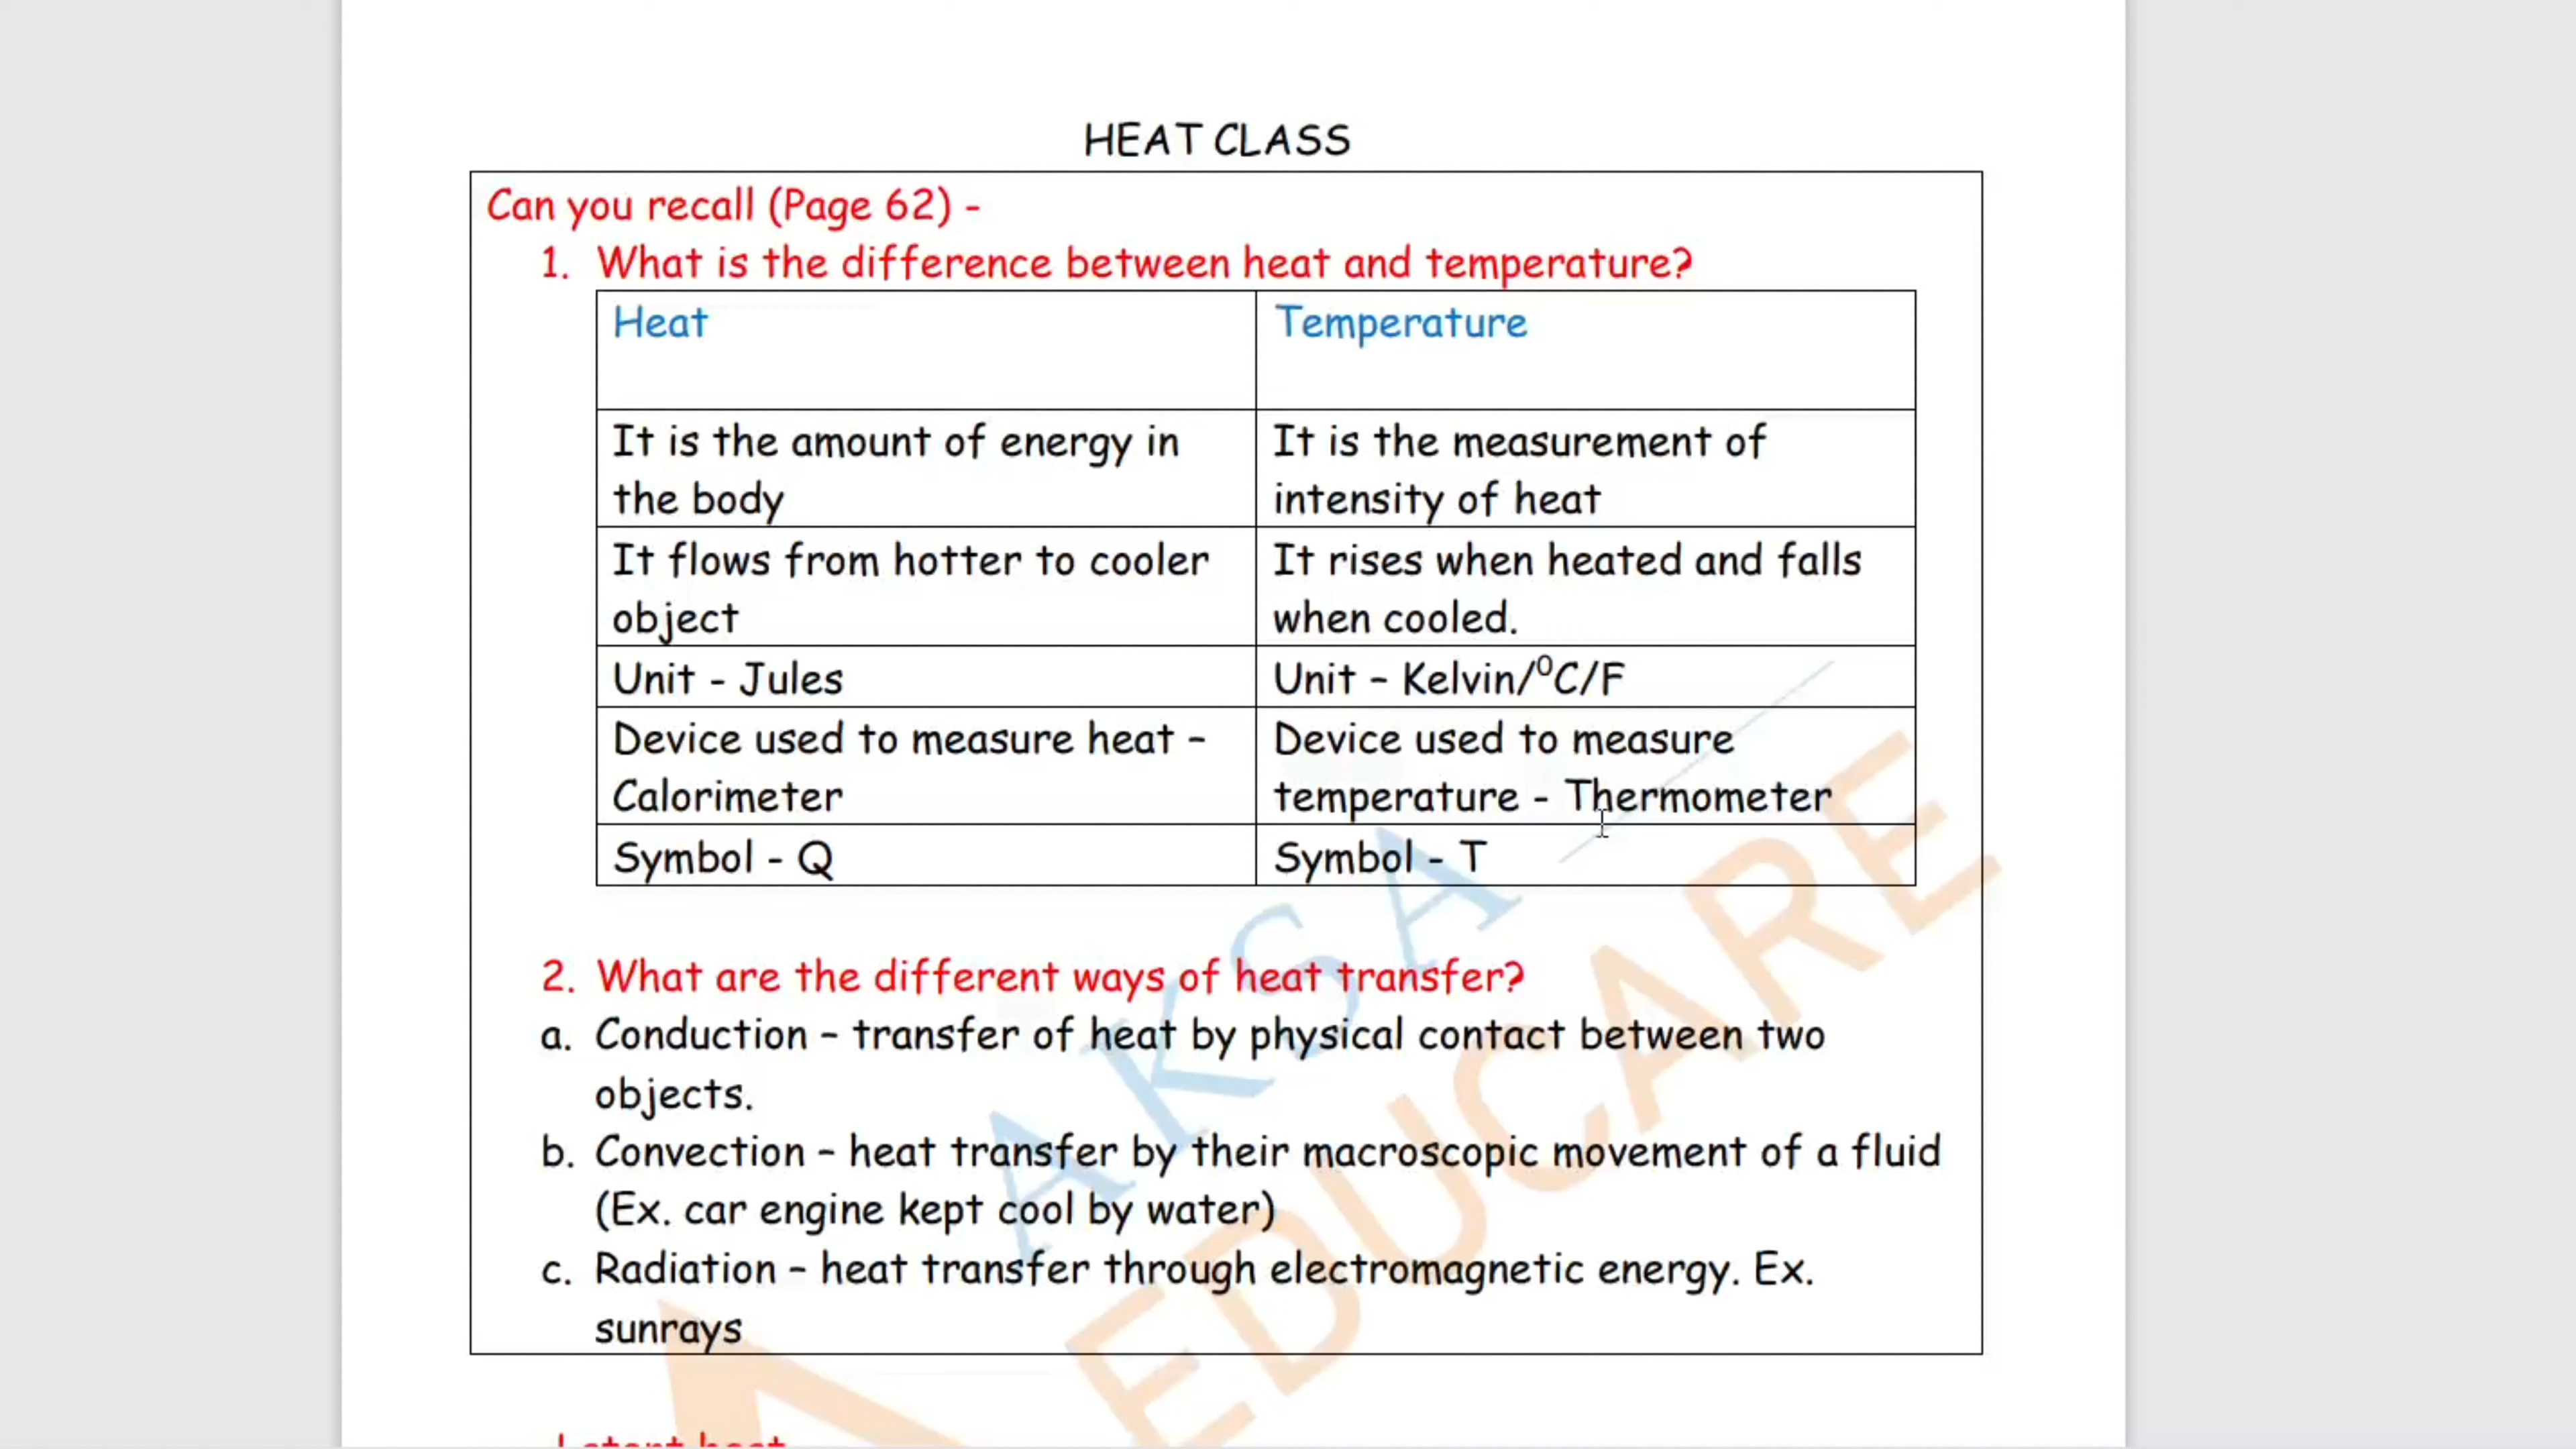 HEAT CLASS
Can you recall (Page 62) -
1. What is the difference between heat and temperature?
Heat
Temperature
It is the amount of energy in
the body
It is the measurement of
intensity of heat
It flows from hotter to cooler
object
It rises when heated and falls
when cooled.
Unit - Jules
Unit – Kelvin/⁰C/F
Device used to measure heat –
Calorimeter
Device used to measure
temperature - Thermometer
Symbol - Q
Symbol - T
2. What are the different ways of heat transfer?
a. Conduction – transfer of heat by physical contact between two
objects.
b. Convection – heat transfer by their macroscopic movement of a fluid
(Ex. car engine kept cool by water)
c. Radiation – heat transfer through electromagnetic energy. Ex.
sunrays
Latent heat
AKSA
EDUCARE